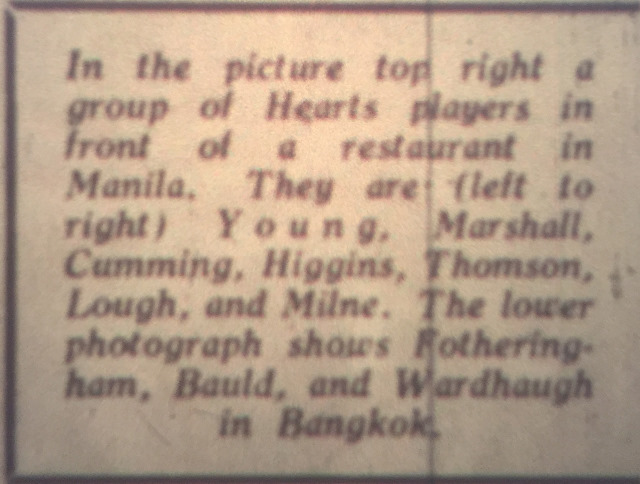 In the picture top right a
group of Hearts players in
front of a restaurant in
Manila. They are (left to
right) Young, Marshall,
Cumming, Higgins, Thomson,
Lough, and Milne. The lower
photograph shows Fothering-
ham, Bauld, and Wardhaugh
in Bangkok.